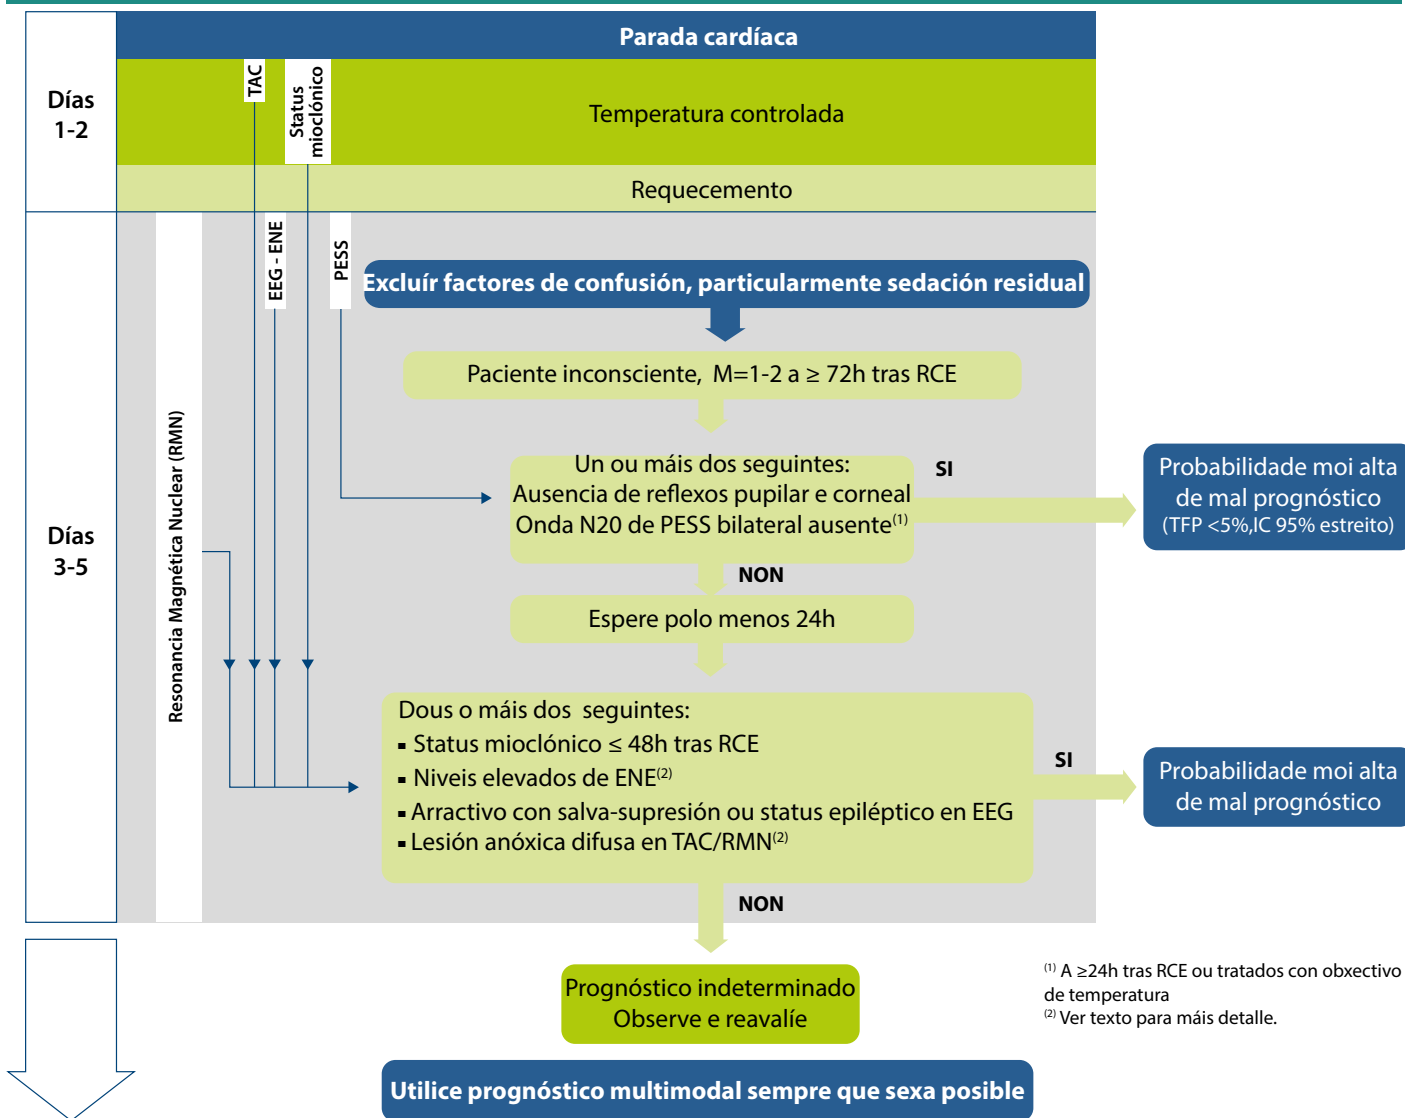 Parada cardíaca
Días
1-2
TAC
Status
mioclónico
Temperatura controlada
Requecemento
Días
3-5
Resonancia Magnética Nuclear (RMN)
EEG - ENE
PESS
Excluír factores de confusión, particularmente sedación residual
Paciente inconsciente, M=1-2 a ≥ 72h tras RCE
Un ou máis dos seguintes:
Ausencia de reflexos pupilar e corneal
Onda N20 de PESS bilateral ausente(1)
SI
Probabilidade moi alta
de mal prognóstico
(TFP <5%,IC 95% estreito)
NON
Espere polo menos 24h
Dous o máis dos seguintes:
▪ Status mioclónico ≤ 48h tras RCE
▪ Niveis elevados de ENE(2)
▪ Arractivo con salva-supresión ou status epiléptico en EEG
▪ Lesión anóxica difusa en TAC/RMN(2)
SI
Probabilidade moi alta
de mal prognóstico
NON
Prognóstico indeterminado
Observe e reavalíe
(1) A ≥24h tras RCE ou tratados con obxectivo
de temperatura
(2) Ver texto para máis detalle.
Utilice prognóstico multimodal sempre que sexa posible